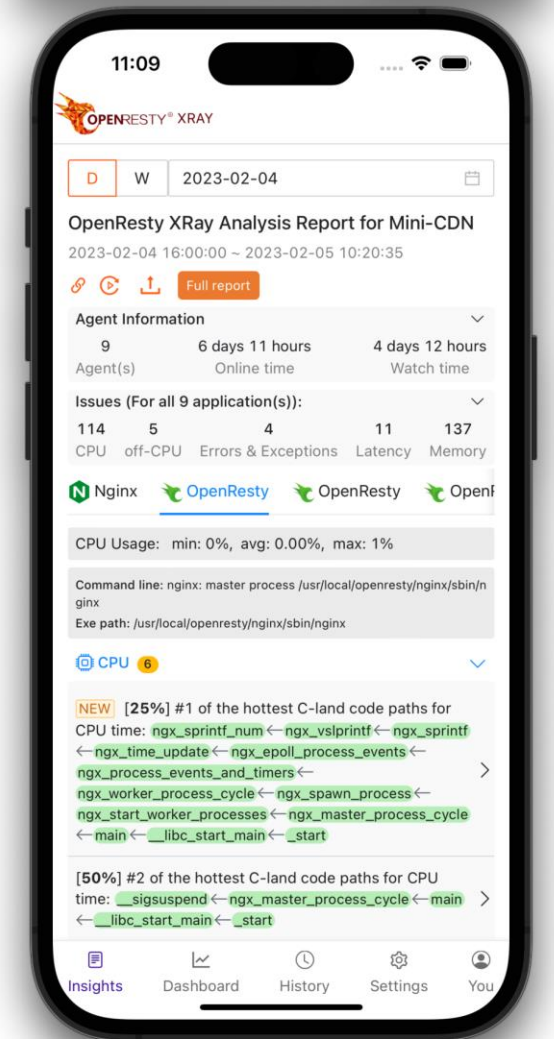 11:09
OPENRESTY® XRAY
D W 2023-02-04
OpenResty XRay Analysis Report for Mini-CDN
2023-02-04 16:00:00 ~ 2023-02-05 10:20:35
Full report
Agent Information
9 6 days 11 hours 4 days 12 hours
Agent(s) Online time Watch time
Issues (For all 9 application(s)):
114 5 4 11 137
CPU off-CPU Errors & Exceptions Latency Memory
Nginx OpenResty OpenResty OpenR
CPU Usage: min: 0%, avg: 0.00%, max: 1%
Command line: nginx: master process /usr/local/openresty/nginx/sbin/n
ginx
Exe path: /usr/local/openresty/nginx/sbin/nginx
CPU 6
NEW [25%] #1 of the hottest C-land code paths for
CPU time: ngx_sprintf_num←ngx_vslprintf←ngx_sprintf
←ngx_time_update←ngx_epoll_process_events←
ngx_process_events_and_timers←
ngx_worker_process_cycle←ngx_spawn_process←
ngx_start_worker_processes←ngx_master_process_cycle
←main←__libc_start_main←_start
[50%] #2 of the hottest C-land code paths for CPU
time: __sigsuspend←ngx_master_process_cycle←main
←__libc_start_main←_start
Insights Dashboard History Settings You